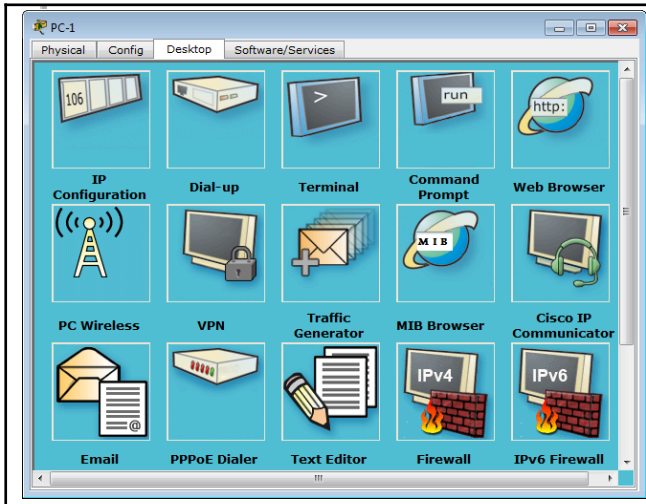 PC-1
Physical Config Desktop Software/Services
106
>
run
http:
IP
Configuration
Dial-up
Terminal
Command
Prompt
Web Browser
MIB
PC Wireless
VPN
Traffic
Generator
MIB Browser
Cisco IP
Communicator
@
IPv4
IPv6
Email
PPPoE Dialer
Text Editor
Firewall
IPv6 Firewall